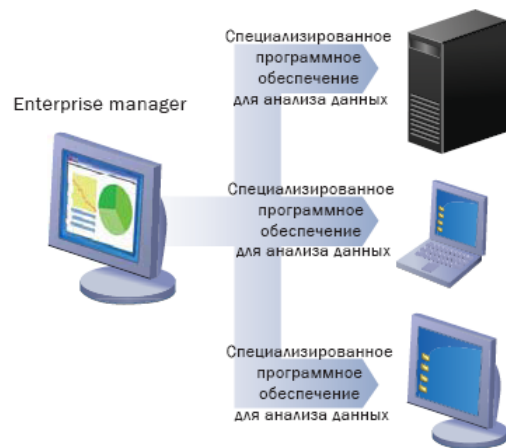 Специализированное
программное
обеспечение
для анализа данных
Enterprise manager
Специализированное
программное
обеспечение
для анализа данных
Специализированное
программное
обеспечение
для анализа данных